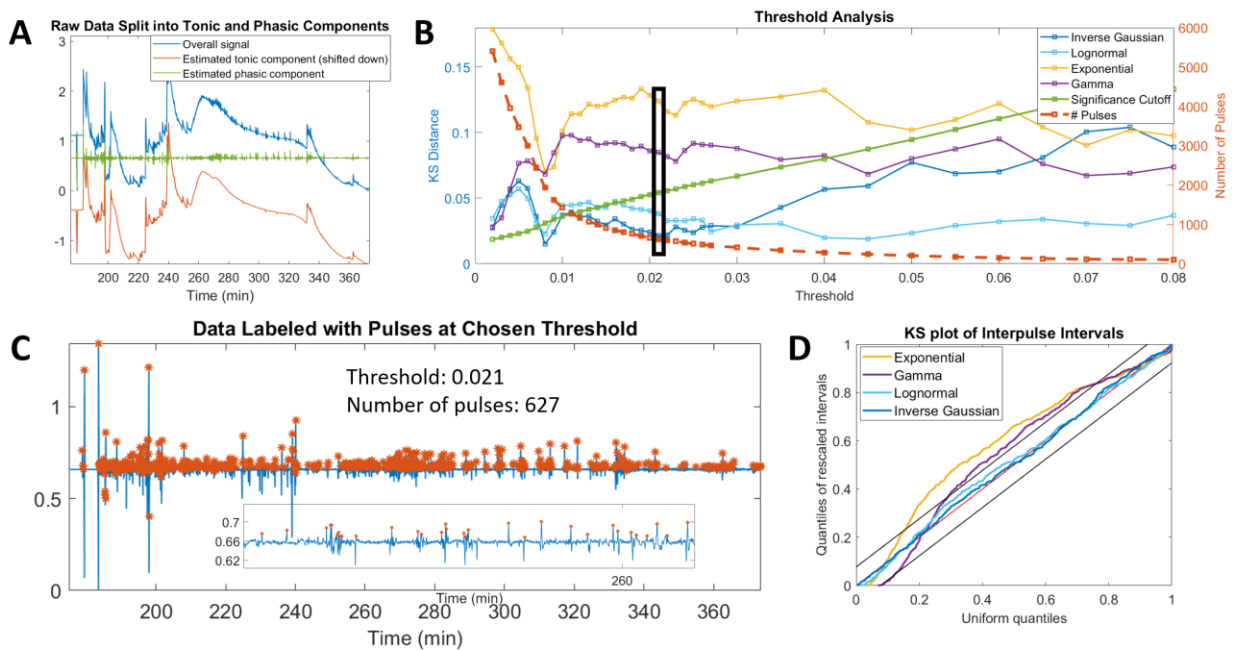 A
Raw Data Split into Tonic and Phasic Components
Overall signal
Estimated tonic component (shifted down)
Estimated phasic component
3
2
1
0
-1
200 220 240 260 280 300 320 340 360
Time (min)
B
Threshold Analysis
Inverse Gaussian
Lognormal
Exponential
Gamma
Significance Cutoff
# Pulses
KS Distance
0.15
0.1
0.05
0
0 0.01 0.02 0.03 0.04 0.05 0.06 0.07 0.08
Threshold
6000
5000
4000
3000
2000
1000
0
Number of Pulses
C
Data Labeled with Pulses at Chosen Threshold
Threshold: 0.021
Number of pulses: 627
1
0.5
0
0.7
0.66
0.62
260
Time (min)
200 220 240 260 280 300 320 340 360
Time (min)
D
KS plot of Interpulse Intervals
Exponential
Gamma
Lognormal
Inverse Gaussian
Quantiles of rescaled intervals
1
0.8
0.6
0.4
0.2
0
0 0.2 0.4 0.6 0.8 1
Uniform quantiles